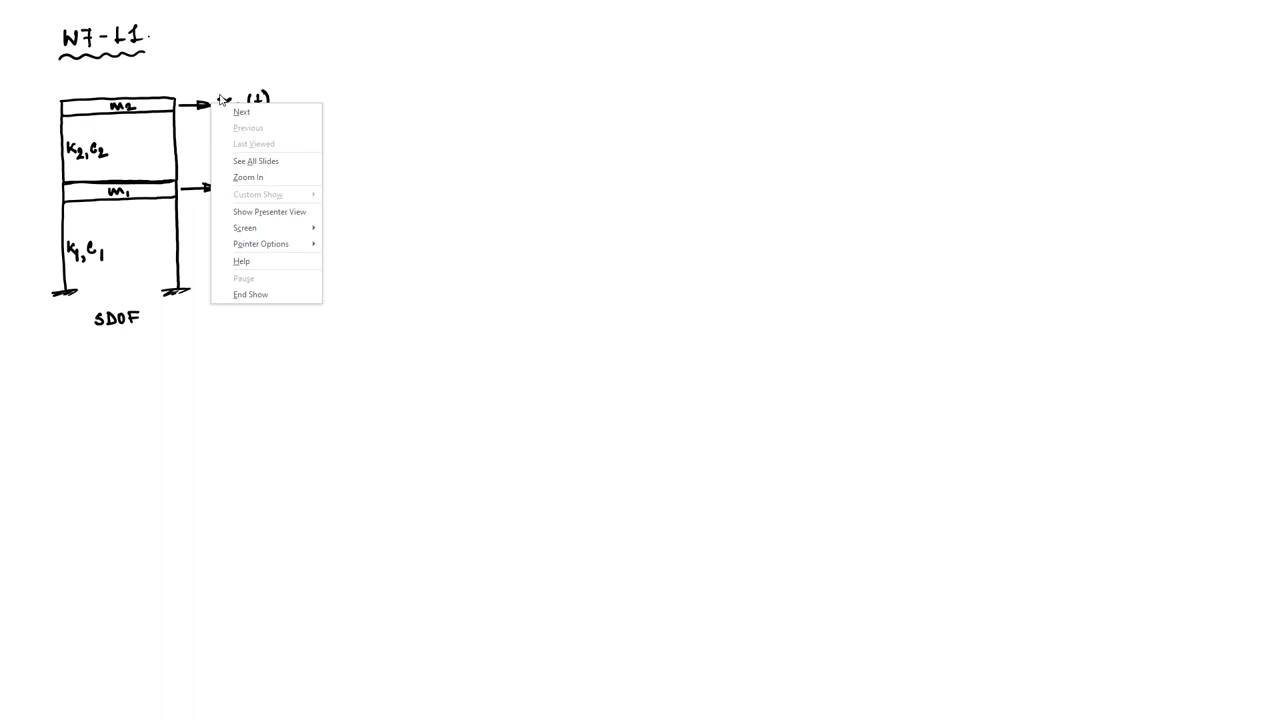 W7-L1.
m2
(t)
k2, c2
m1
k1, c1
SDOF
Next
Previous
Last Viewed
See All Slides
Zoom In
Custom Show
Show Presenter View
Screen
Pointer Options
Help
Pause
End Show